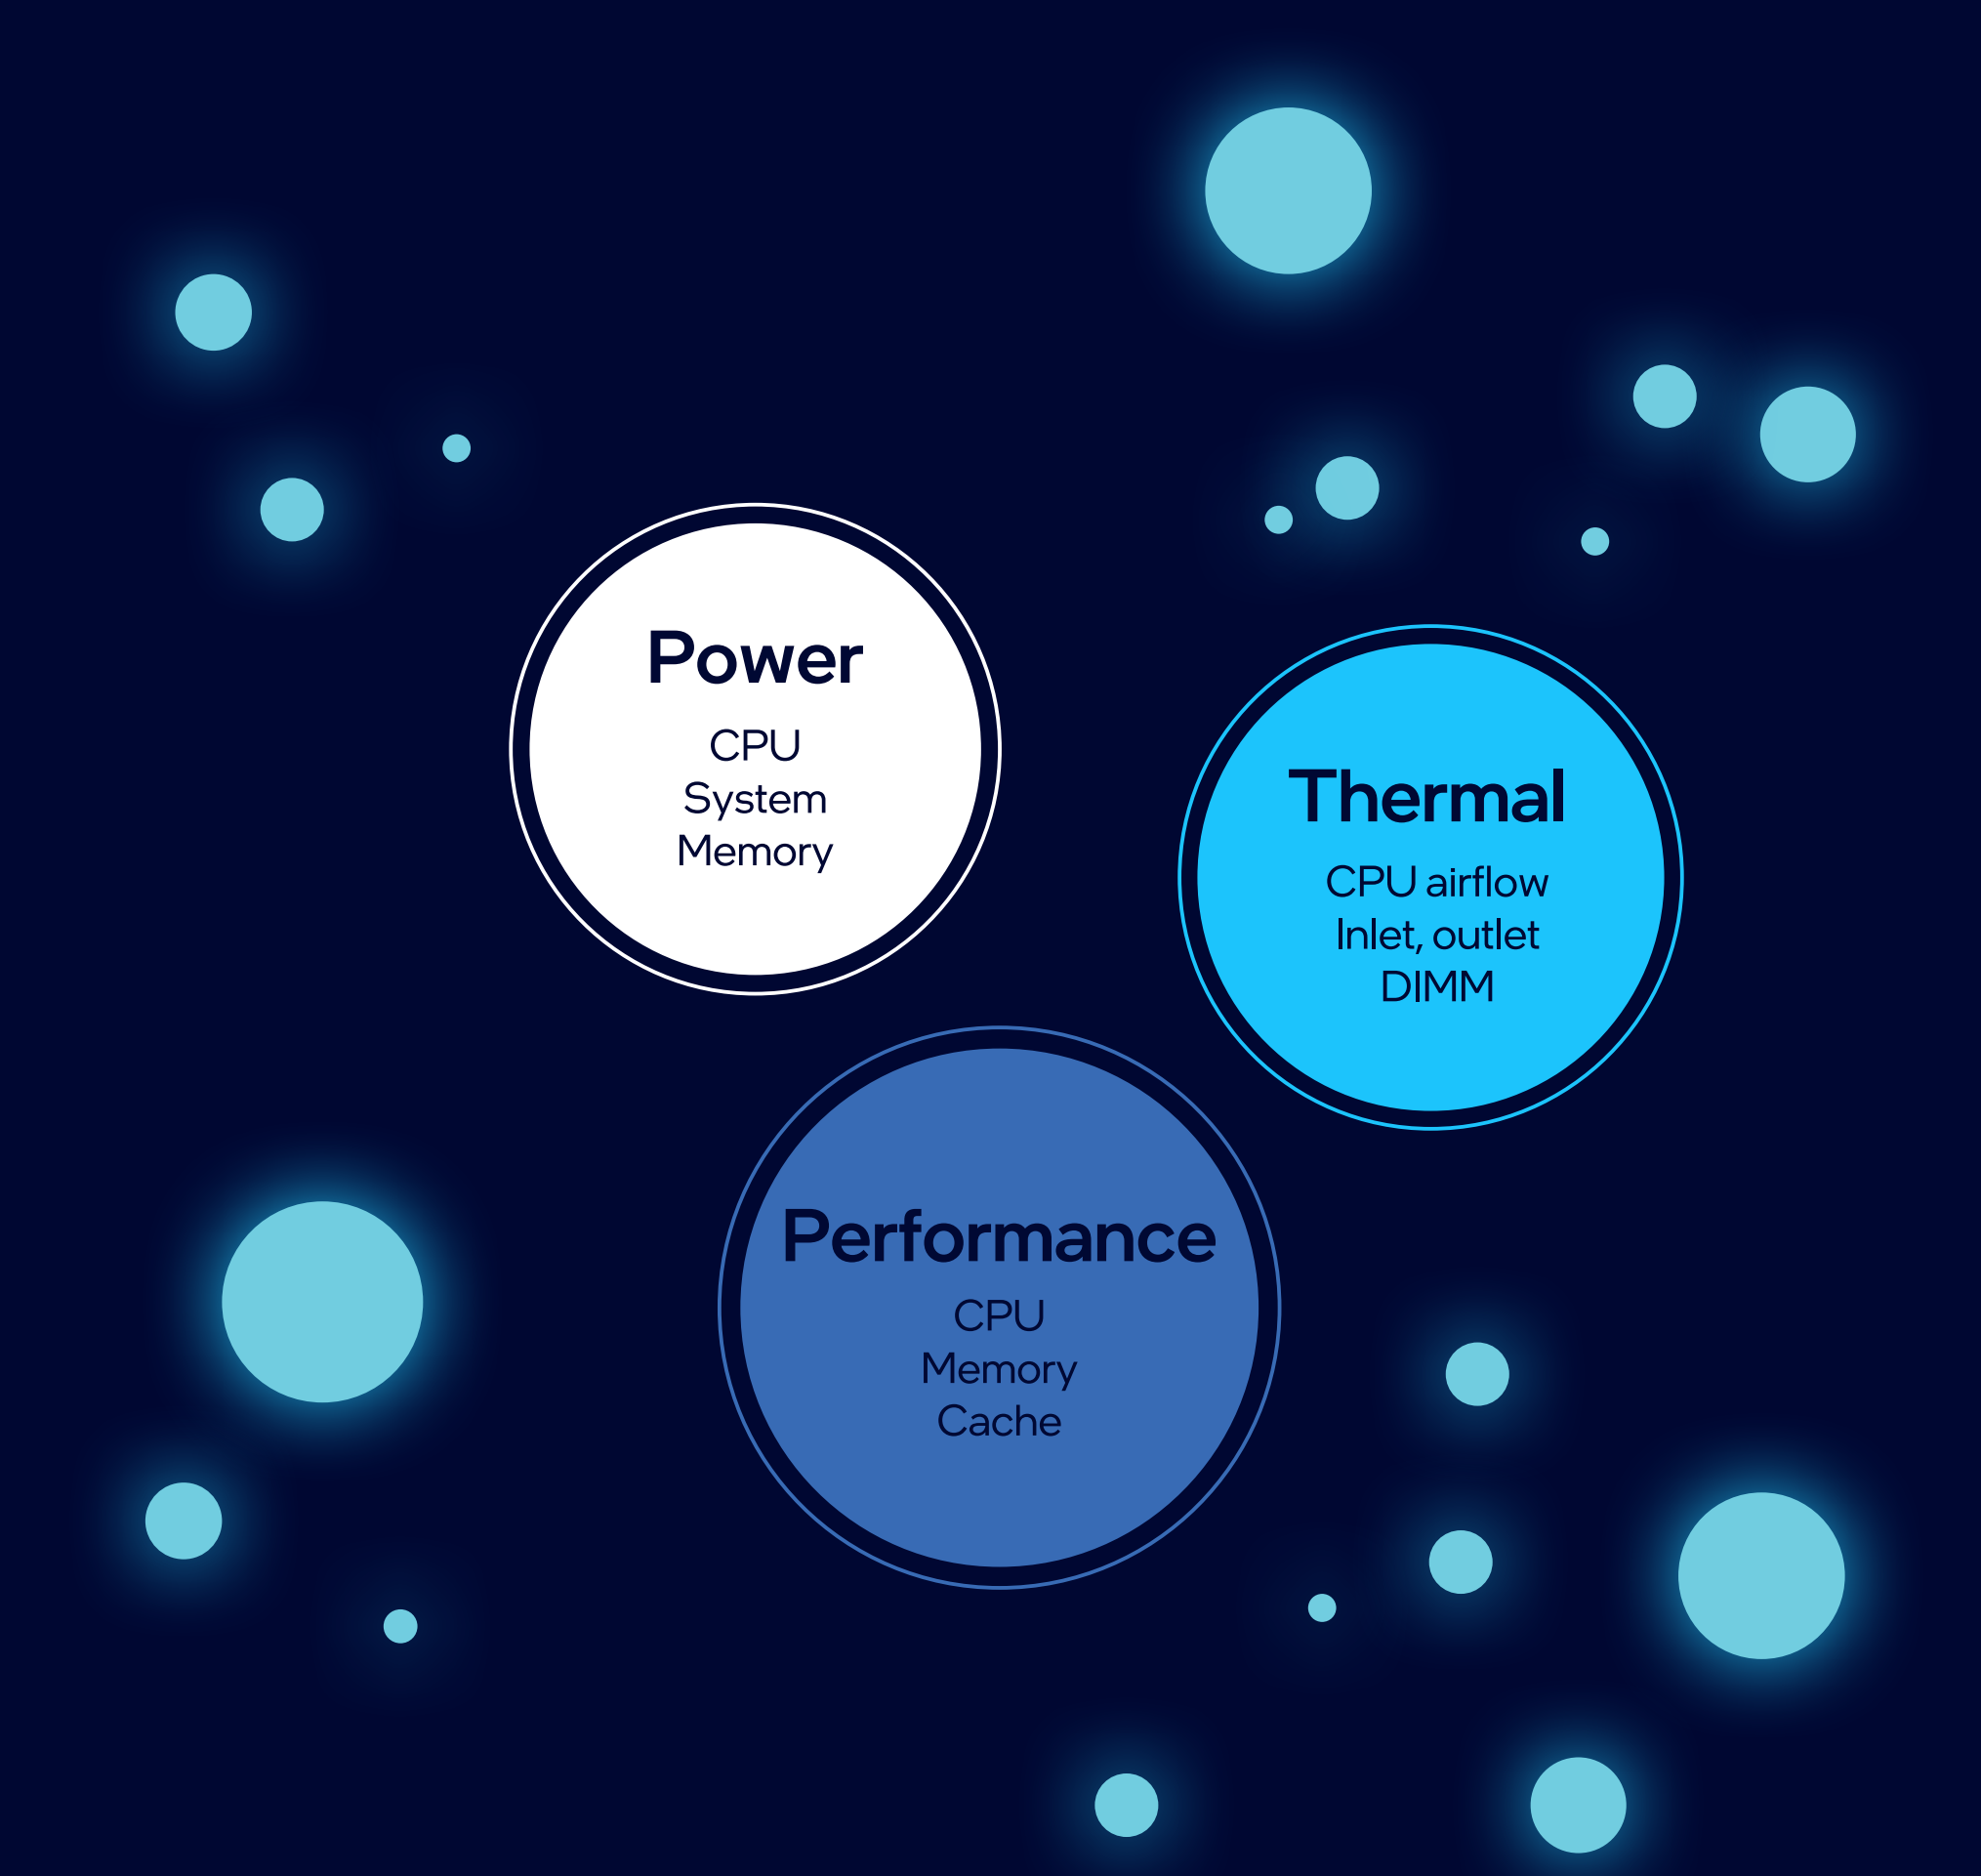 Power
CPU
System
Memory
Thermal
CPU airflow
Inlet, outlet
DIMM
Performance
CPU
Memory
Cache